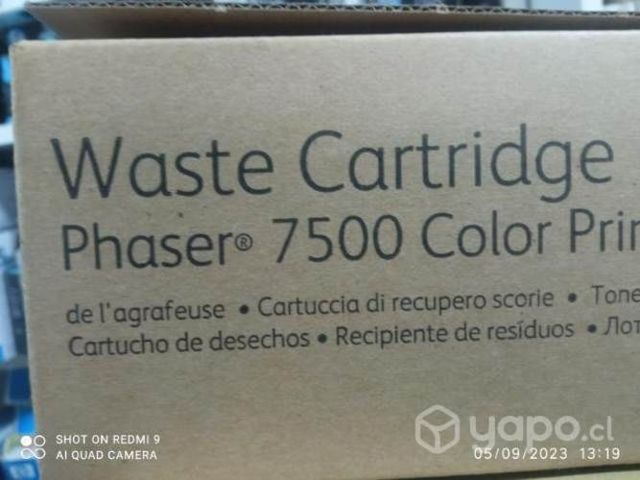 Waste Cartridge
Phaser® 7500 Color Prin
de l'agrafeuse • Cartuccia di recupero scorie • Tone
Cartucho de desechos • Recipiente de resíduos • Лот
SHOT ON REDMI 9
AI QUAD CAMERA
yapo.cl
05/09/2023 13:19